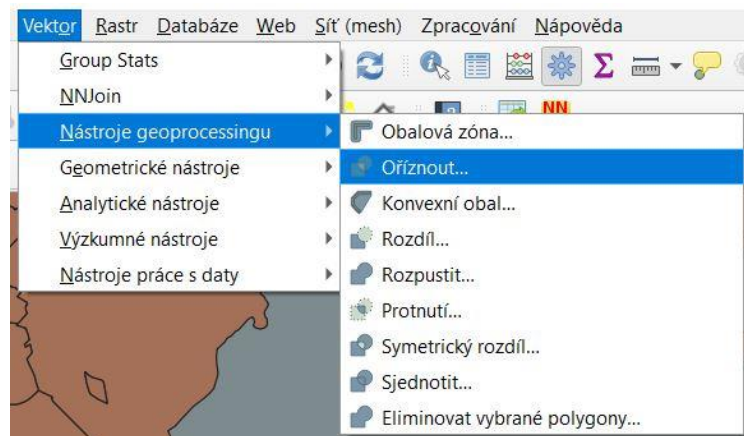 Vektor Rastr Databáze Web Síť (mesh) Zpracování Nápověda
Group Stats
NNJoin
NN
Nástroje geoprocessingu
Geometrické nástroje
Analytické nástroje
Výzkumné nástroje
Nástroje práce s daty
Obalová zóna...
Oříznout...
Konvexní obal...
Rozdíl...
Rozpustit...
Protnutí...
Symetrický rozdíl...
Sjednotit...
Eliminovat vybrané polygony...